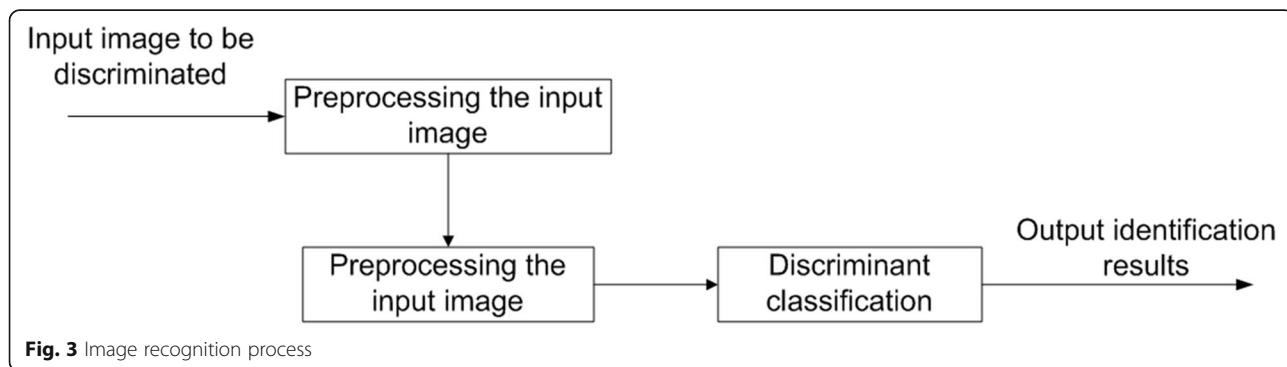 Input image to be
discriminated
Preprocessing the input
image
Preprocessing the
input image
Discriminant
classification
Output identification
results
Fig. 3 Image recognition process